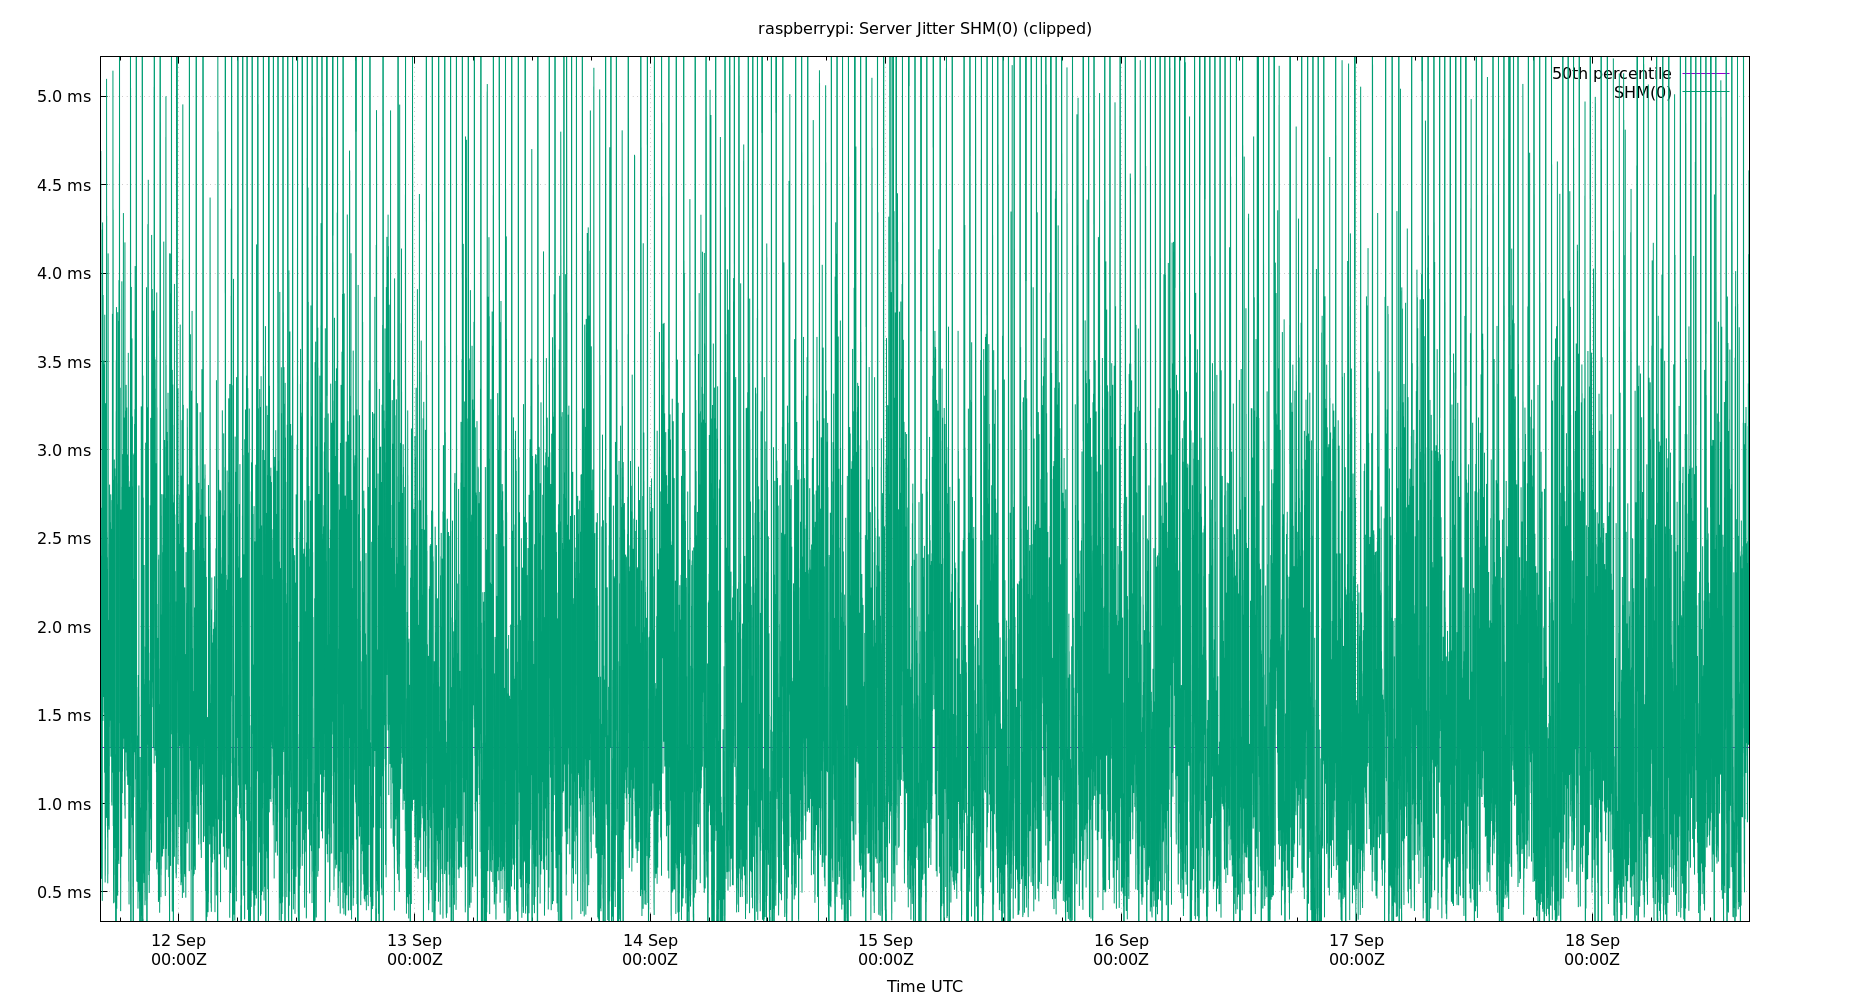 raspberrypi: Server Jitter SHM(0) (clipped)
50th percentile
SHM(0)
5.0 ms
4.5 ms
4.0 ms
3.5 ms
3.0 ms
2.5 ms
2.0 ms
1.5 ms
1.0 ms
0.5 ms
12 Sep 13 Sep 14 Sep 15 Sep 16 Sep 17 Sep 18 Sep
00:00Z 00:00Z 00:00Z 00:00Z 00:00Z 00:00Z 00:00Z
Time UTC